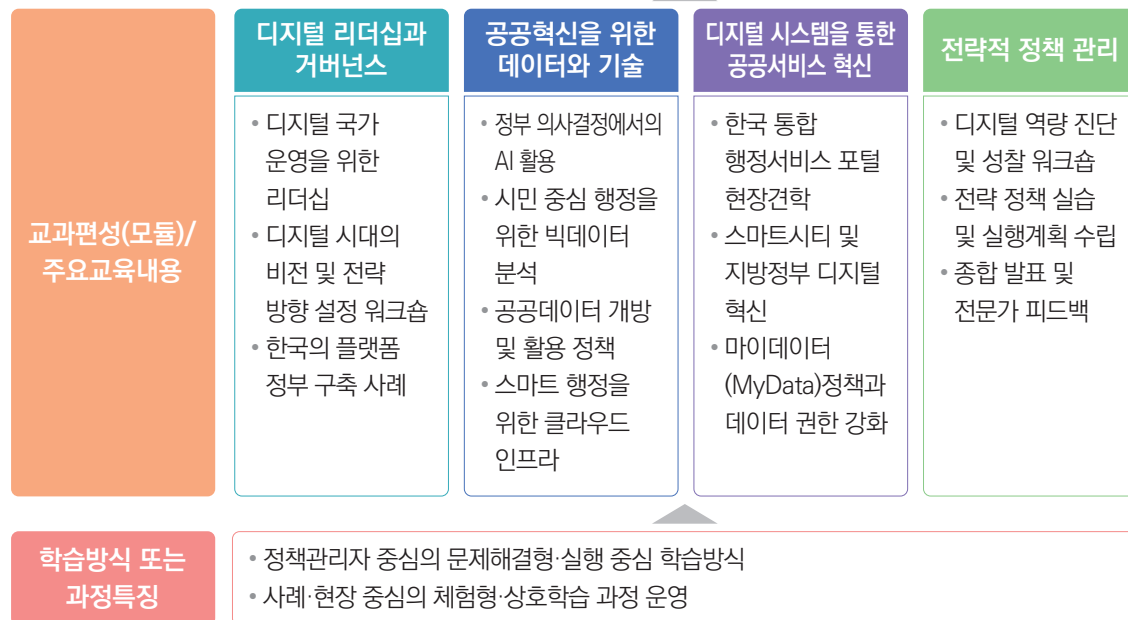 교과편성(모듈)/
주요교육내용
디지털 리더십과
거버넌스
• 디지털 국가
운영을 위한
리더십
• 디지털 시대의
비전 및 전략
방향 설정 워크숍
• 한국의 플랫폼
정부 구축 사례
공공혁신을 위한
데이터와 기술
• 정부 의사결정에서의
AI 활용
• 시민 중심 행정을
위한 빅데이터
분석
• 공공데이터 개방
및 활용 정책
• 스마트 행정을
위한 클라우드
인프라
디지털 시스템을 통한
공공서비스 혁신
• 한국 통합
행정서비스 포털
현장견학
• 스마트시티 및
지방정부 디지털
혁신
• 마이데이터
(MyData)정책과
데이터 권한 강화
전략적 정책 관리
• 디지털 역량 진단
및 성찰 워크숍
• 전략 정책 실습
및 실행계획 수립
• 종합 발표 및
전문가 피드백
학습방식 또는
과정특징
• 정책관리자 중심의 문제해결형·실행 중심 학습방식
• 사례·현장 중심의 체험형·상호학습 과정 운영